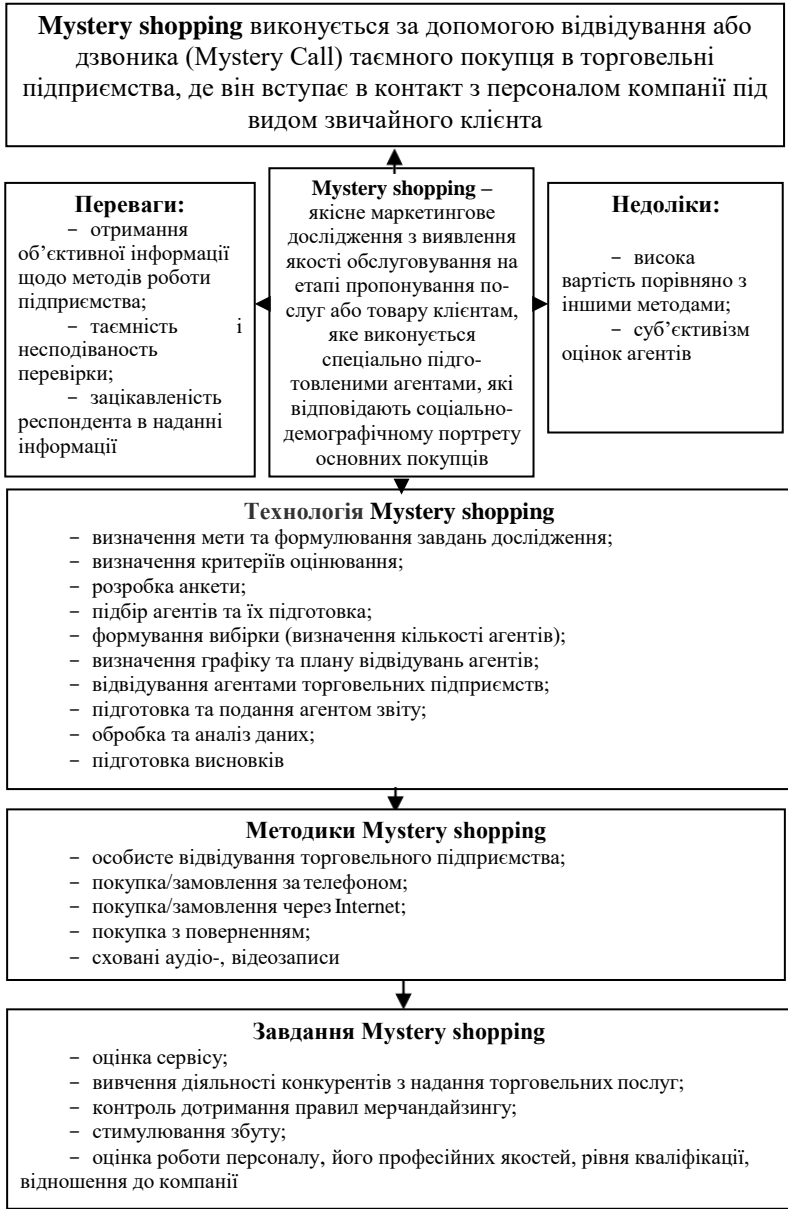 Mystery shopping виконується за допомогою відвідування або
дзвоника (Mystery Call) таємного покупця в торговельні
підприємства, де він вступає в контакт з персоналом компанії під
видом звичайного клієнта
Переваги:
− отримання
об’єктивної інформації
щодо методів роботи
підприємства;
− таємність і
несподіваность
перевірки;
− зацікавленість
респондента в наданні
інформації
Mystery shopping –
якісне маркетингове
дослідження з виявлення
якості обслуговування на
етапі пропонування по-
слуг або товару клієнтам,
яке виконується
спеціально підго-
товленими агентами, які
відповідають соціально-
демографічному портрету
основних покупців
Недоліки:
− висока
вартість порівняно з
іншими методами;
− суб’єктивізм
оцінок агентів
Технологія Mystery shopping
− визначення мети та формулювання завдань дослідження;
− визначення критеріїв оцінювання;
− розробка анкети;
− підбір агентів та їх підготовка;
− формування вибірки (визначення кількості агентів);
− визначення графіку та плану відвідувань агентів;
− відвідування агентами торговельних підприємств;
− підготовка та подання агентом звіту;
− обробка та аналіз даних;
− підготовка висновків
Методики Mystery shopping
− особисте відвідування торговельного підприємства;
− покупка/замовлення за телефоном;
− покупка/замовлення через Internet;
− покупка з поверненням;
− сховані аудіо-, відеозаписи
Завдання Mystery shopping
− оцінка сервісу;
− вивчення діяльності конкурентів з надання торговельних послуг;
− контроль дотримання правил мерчандайзингу;
− стимулювання збуту;
− оцінка роботи персоналу, його професійних якостей, рівня кваліфікації,
відношення до компанії